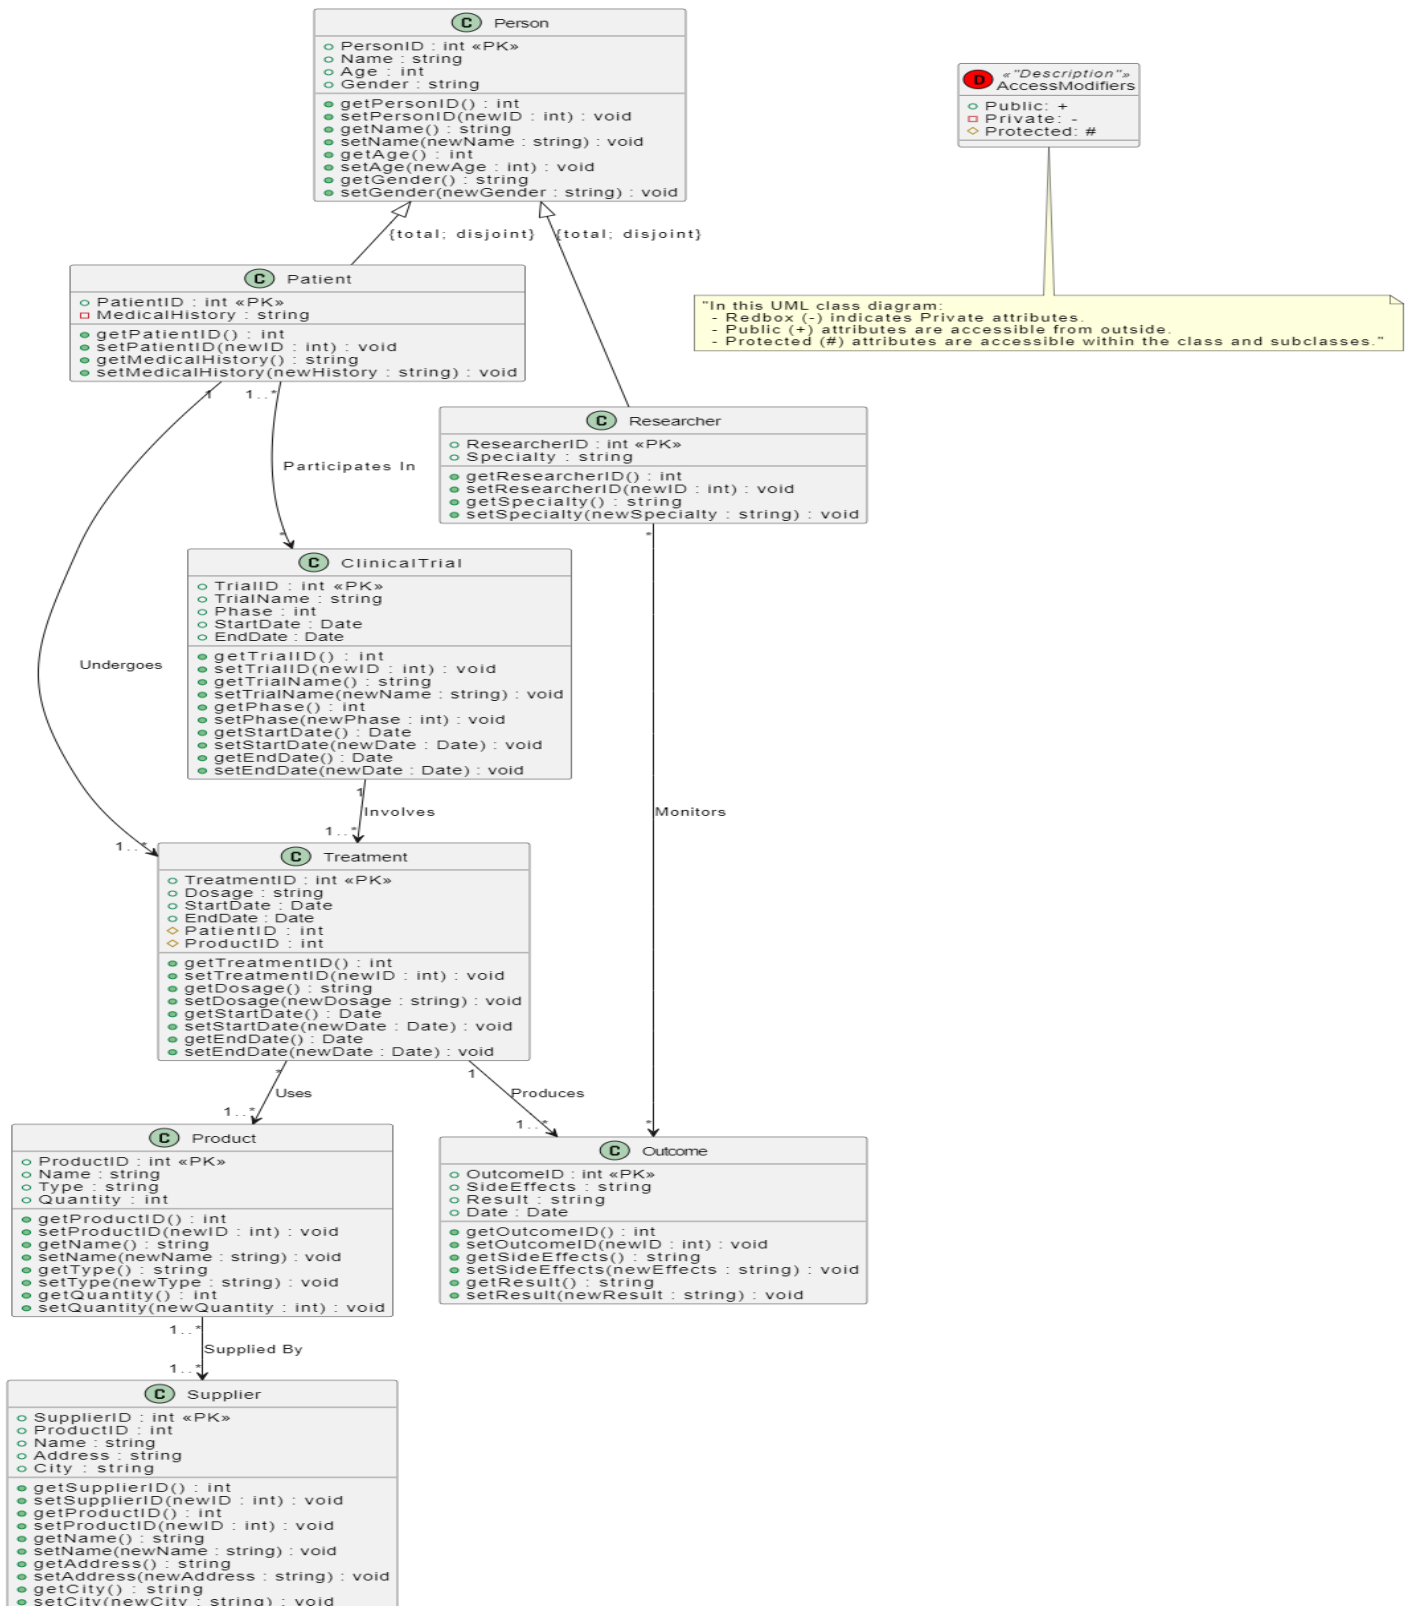 C Person
PersonID : int «PK»
Name : string
Age : int
Gender : string
getPersonID() : int
setPersonID(newID : int) : void
getName() : string
setName(newName : string) : void
getAge() : int
setAge(newAge : int) : void
getGender() : string
setGender(newGender : string) : void
D «"Description"»
AccessModifiers
Public: +
Private: -
Protected: #
{total; disjoint}
{total; disjoint}
C Patient
PatientID : int «PK»
MedicalHistory : string
getPatientID() : int
setPatientID(newID : int) : void
getMedicalHistory() : string
setMedicalHistory(newHistory : string) : void
"In this UML class diagram:
- Redbox (-) indicates Private attributes.
- Public (+) attributes are accessible from outside.
- Protected (#) attributes are accessible within the class and subclasses."
1
1..*
Participates In
*
C Researcher
ResearcherID : int «PK»
Specialty : string
getResearcherID() : int
setResearcherID(newID : int) : void
getSpecialty() : string
setSpecialty(newSpecialty : string) : void
*
C ClinicalTrial
TrialID : int «PK»
TrialName : string
Phase : int
StartDate : Date
EndDate : Date
getTrialID() : int
setTrialID(newID : int) : void
getTrialName() : string
setTrialName(newName : string) : void
getPhase() : int
setPhase(newPhase : int) : void
getStartDate() : Date
setStartDate(newDate : Date) : void
getEndDate() : Date
setEndDate(newDate : Date) : void
Undergoes
1
Involves
1..*
Monitors
1..*
C Treatment
TreatmentID : int «PK»
Dosage : string
StartDate : Date
EndDate : Date
PatientID : int
ProductID : int
getTreatmentID() : int
setTreatmentID(newID : int) : void
getDosage() : string
setDosage(newDosage : string) : void
getStartDate() : Date
setStartDate(newDate : Date) : void
getEndDate() : Date
setEndDate(newDate : Date) : void
*
Uses
1..*
1
Produces
1..*
*
C Product
ProductID : int «PK»
Name : string
Type : string
Quantity : int
getProductID() : int
setProductID(newID : int) : void
getName() : string
setName(newName : string) : void
getType() : string
setType(newType : string) : void
getQuantity() : int
setQuantity(newQuantity : int) : void
C Outcome
OutcomeID : int «PK»
SideEffects : string
Result : string
Date : Date
getOutcomeID() : int
setOutcomeID(newID : int) : void
getSideEffects() : string
setSideEffects(newEffects : string) : void
getResult() : string
setResult(newResult : string) : void
1..*
Supplied By
1..*
C Supplier
SupplierID : int «PK»
ProductID : int
Name : string
Address : string
City : string
getSupplierID() : int
setSupplierID(newID : int) : void
getProductID() : int
setProductID(newID : int) : void
getName() : string
setName(newName : string) : void
getAddress() : string
setAddress(newAddress : string) : void
getCity() : string
setCity(newCity : string) : void